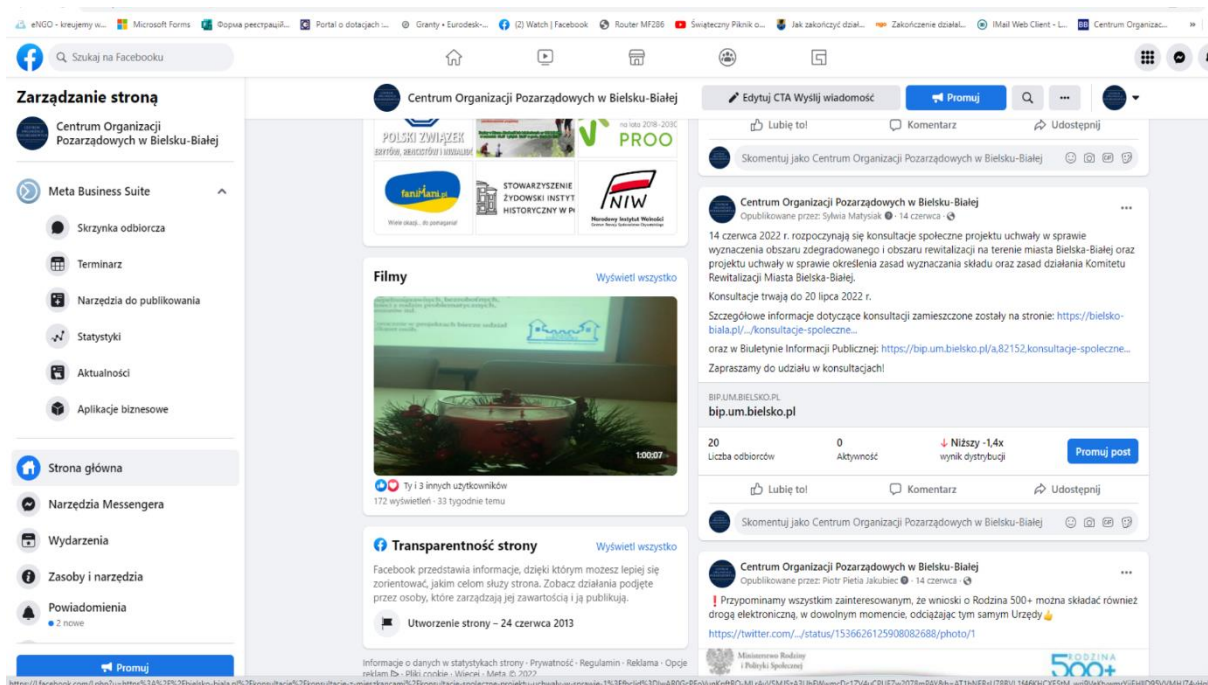 eNGO - kreujemy w...
Microsoft Forms
Форма реєстрацій...
Portal o dotacjach :...
Granty • Eurodesk-...
(2) Watch | Facebook
Router MF286
Świąteczny Piknik o...
Jak zakończyć dział...
Zakończenie działal...
IMail Web Client - L...
Centrum Organizac...
Szukaj na Facebooku
Zarządzanie stroną
Centrum Organizacji
Pozarządowych w Bielsku-Białej
Meta Business Suite
Skrzynka odbiorcza
Terminarz
Narzędzia do publikowania
Statystyki
Aktualności
Aplikacje biznesowe
Strona główna
Narzędzia Messengera
Wydarzenia
Zasoby i narzędzia
Powiadomienia
2 nowe
Promuj
Centrum Organizacji Pozarządowych w Bielsku-Białej
Edytuj CTA Wyślij wiadomość
Promuj
POLSKI ZWIĄZEK
na lata 2018-2030
PROO
faniMani.pl
Wiele okazji, by pomagać!
STOWARZYSZENIE
ŻYDOWSKI INSTYT
HISTORYCZNY W P
NIW
Narodowy Instytut Wolności
Filmy
Wyświetl wszystko
1:00:07
Ty i 3 innych użytkowników
172 wyświetleń · 33 tygodnie temu
Transparentność strony
Wyświetl wszystko
Facebook przedstawia informacje, dzięki którym możesz lepiej się
zorientować, jakim celom służy strona. Zobacz działania podjęte
przez osoby, które zarządzają jej zawartością i ją publikują.
Utworzenie strony – 24 czerwca 2013
Informacje o danych w statystykach strony · Prywatność · Regulamin · Reklama · Opcje
reklam · Pliki cookie · Więcej · Meta © 2022
Lubię to!
Komentarz
Udostępnij
Skomentuj jako Centrum Organizacji Pozarządowych w Bielsku-Białej
Centrum Organizacji Pozarządowych w Bielsku-Białej
Opublikowane przez: Sylwia Matysiak · 14 czerwca ·
14 czerwca 2022 r. rozpoczynają się konsultacje społeczne projektu uchwały w sprawie
wyznaczenia obszaru zdegradowanego i obszaru rewitalizacji na terenie miasta Bielska-Białej oraz
projektu uchwały w sprawie określenia zasad wyznaczania składu oraz zasad działania Komitetu
Rewitalizacji Miasta Bielska-Białej.
Konsultacje trwają do 20 lipca 2022 r.
Szczegółowe informacje dotyczące konsultacji zamieszczone zostały na stronie: https://bielsko-
biala.pl/.../konsultacje-spoleczne...
oraz w Biuletynie Informacji Publicznej: https://bip.um.bielsko.pl/a,82152,konsultacje-spoleczne...
Zapraszamy do udziału w konsultacjach!
BIP.UM.BIELSKO.PL
bip.um.bielsko.pl
20
Liczba odbiorców
0
Aktywność
Niższy -1,4x
wynik dystrybucji
Promuj post
Lubię to!
Komentarz
Udostępnij
Skomentuj jako Centrum Organizacji Pozarządowych w Bielsku-Białej
Centrum Organizacji Pozarządowych w Bielsku-Białej
Opublikowane przez: Piotr Pietia Jakubiec · 14 czerwca ·
❗Przypominamy wszystkim zainteresowanym, że wnioski o Rodzina 500+ można składać również
drogą elektroniczną, w dowolnym momencie, odciążając tym samym Urzędy👍
https://twitter.com/.../status/1536626125908082688/photo/1
Ministerstwo Rodziny
i Polityki Społecznej
RODZINA
500+